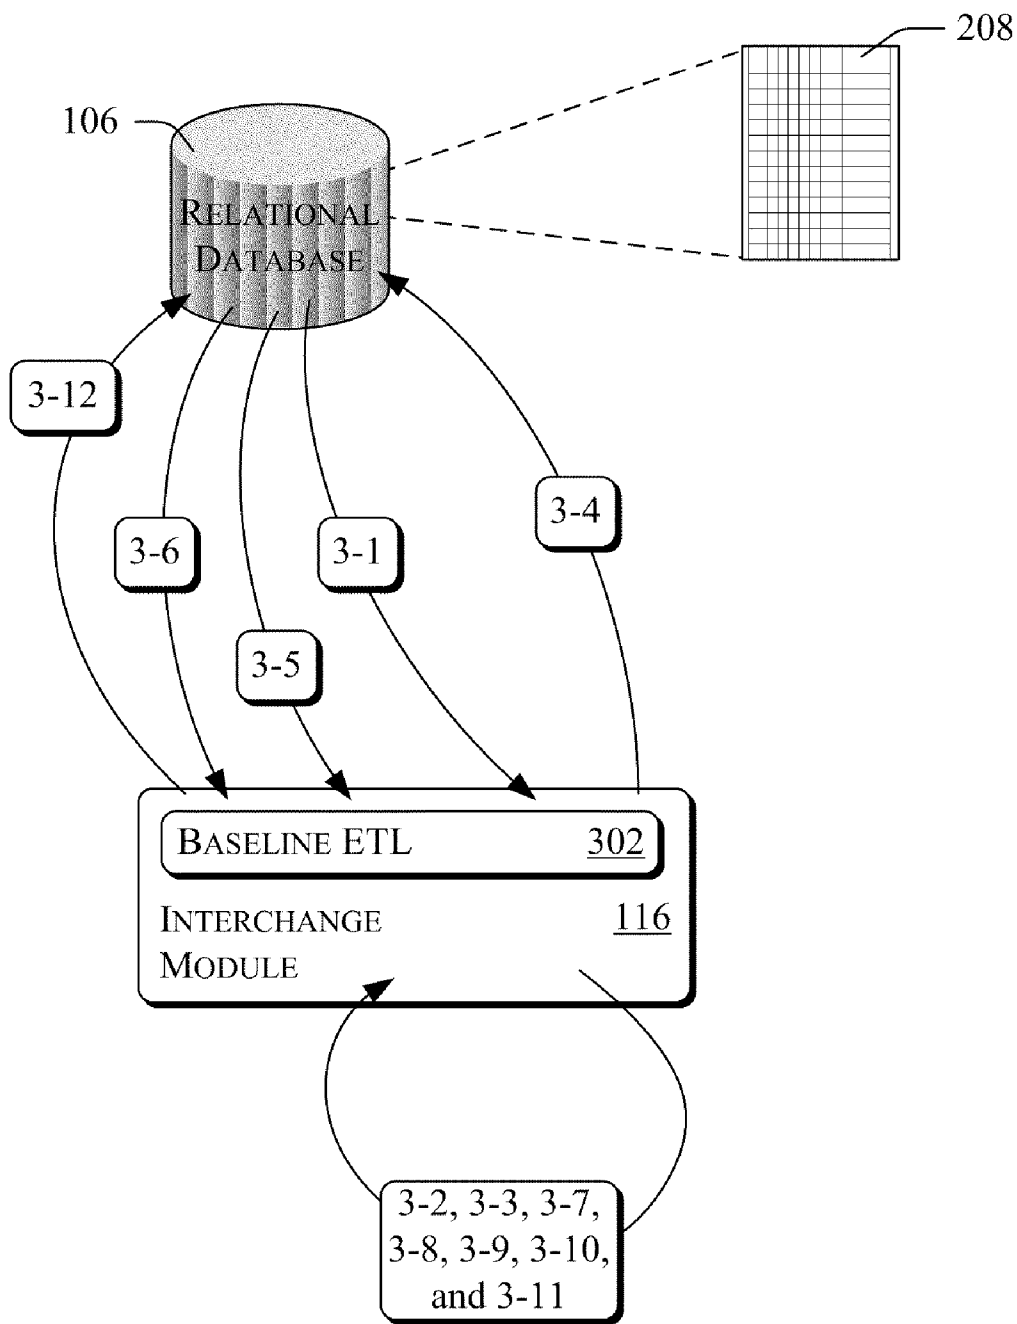 208
106
RELATIONAL
DATABASE
3-12
3-4
3-6
3-1
3-5
BASELINE ETL
302
INTERCHANGE
116
MODULE
3-2, 3-3, 3-7,
3-8, 3-9, 3-10,
and 3-11